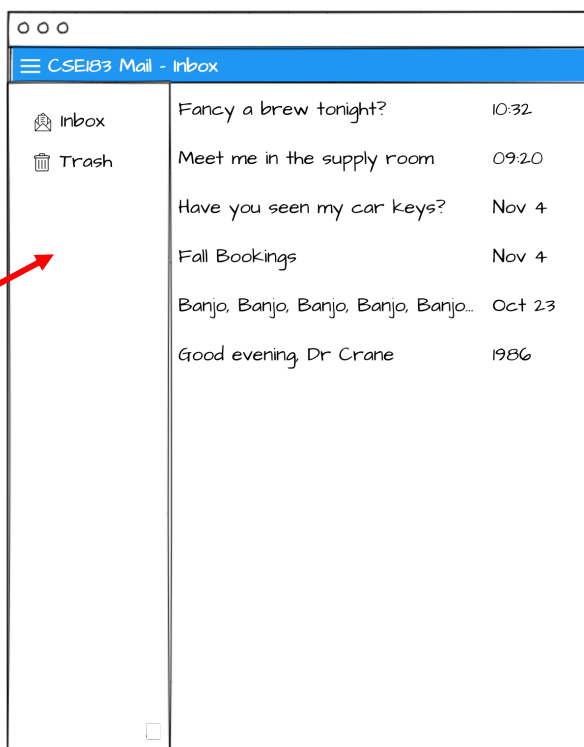 CSE183 Mail - Inbox
Inbox
Trash
Fancy a brew tonight? 10:32
Meet me in the supply room 09:20
Have you seen my car keys? Nov 4
Fall Bookings Nov 4
Banjo, Banjo, Banjo, Banjo, Banjo... Oct 23
Good evening, Dr Crane 1986